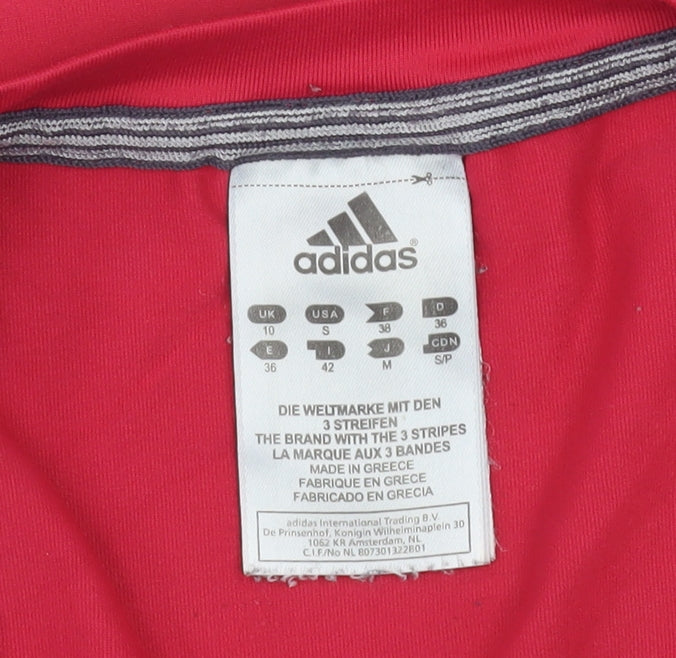 adidas®
UK USA F D
10 S 38 36
E I J CDN
36 42 M S/P
DIE WELTMARKE MIT DEN
3 STREIFEN
THE BRAND WITH THE 3 STRIPES
LA MARQUE AUX 3 BANDES
MADE IN GREECE
FABRIQUE EN GRECE
FABRICADO EN GRECIA
adidas International Trading B.V.
De Prinsenhof, Konigin Wilhelminaplein 30
1062 KR Amsterdam, NL
C.I.F/No NL 807301322B01